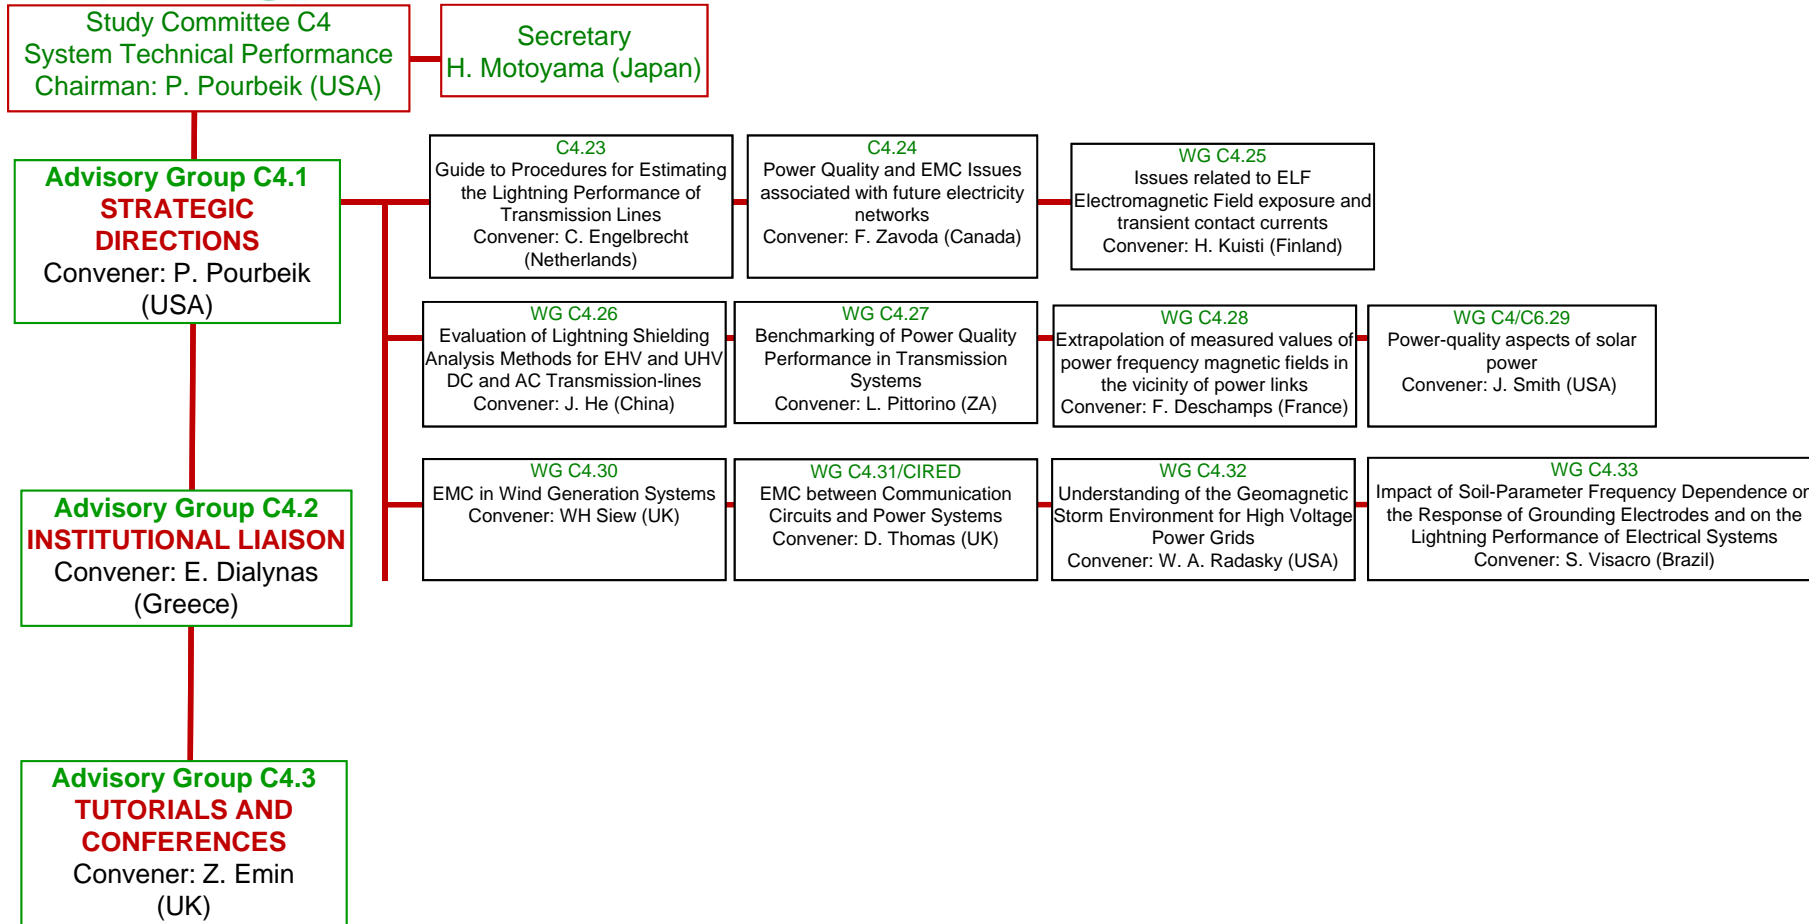 Study Committee C4
System Technical Performance
Chairman: P. Pourbeik (USA)
Secretary
H. Motoyama (Japan)
Advisory Group C4.1
STRATEGIC
DIRECTIONS
Convener: P. Pourbeik
(USA)
C4.23
Guide to Procedures for Estimating
the Lightning Performance of
Transmission Lines
Convener: C. Engelbrecht
(Netherlands)
C4.24
Power Quality and EMC Issues
associated with future electricity
networks
Convener: F. Zavoda (Canada)
WG C4.25
Issues related to ELF
Electromagnetic Field exposure and
transient contact currents
Convener: H. Kuisti (Finland)
WG C4.26
Evaluation of Lightning Shielding
Analysis Methods for EHV and UHV
DC and AC Transmission-lines
Convener: J. He (China)
WG C4.27
Benchmarking of Power Quality
Performance in Transmission
Systems
Convener: L. Pittorino (ZA)
WG C4.28
Extrapolation of measured values of
power frequency magnetic fields in
the vicinity of power links
Convener: F. Deschamps (France)
WG C4/C6.29
Power-quality aspects of solar
power
Convener: J. Smith (USA)
WG C4.30
EMC in Wind Generation Systems
Convener: WH Siew (UK)
WG C4.31/CIRED
EMC between Communication
Circuits and Power Systems
Convener: D. Thomas (UK)
WG C4.32
Understanding of the Geomagnetic
Storm Environment for High Voltage
Power Grids
Convener: W. A. Radasky (USA)
WG C4.33
Impact of Soil-Parameter Frequency Dependence on
the Response of Grounding Electrodes and on the
Lightning Performance of Electrical Systems
Convener: S. Visacro (Brazil)
Advisory Group C4.2
INSTITUTIONAL LIAISON
Convener: E. Dialynas
(Greece)
Advisory Group C4.3
TUTORIALS AND
CONFERENCES
Convener: Z. Emin
(UK)